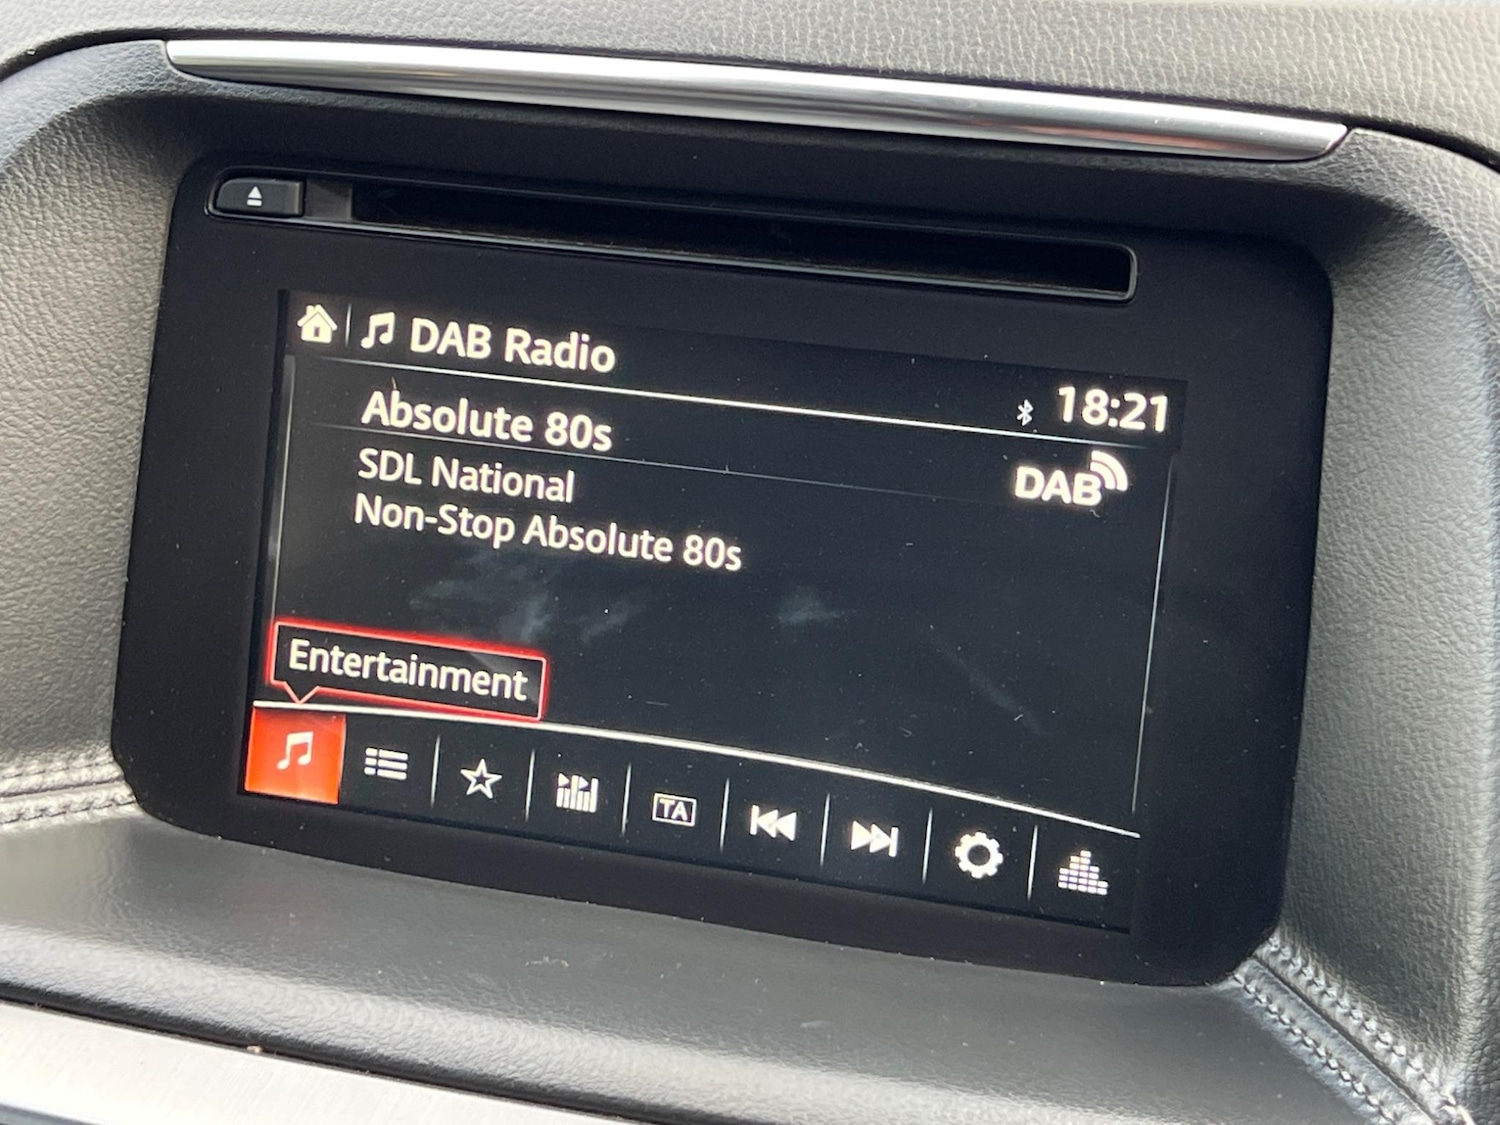 DAB Radio
18:21
Absolute 80s
DAB
SDL National
Non-Stop Absolute 80s
Entertainment
TA